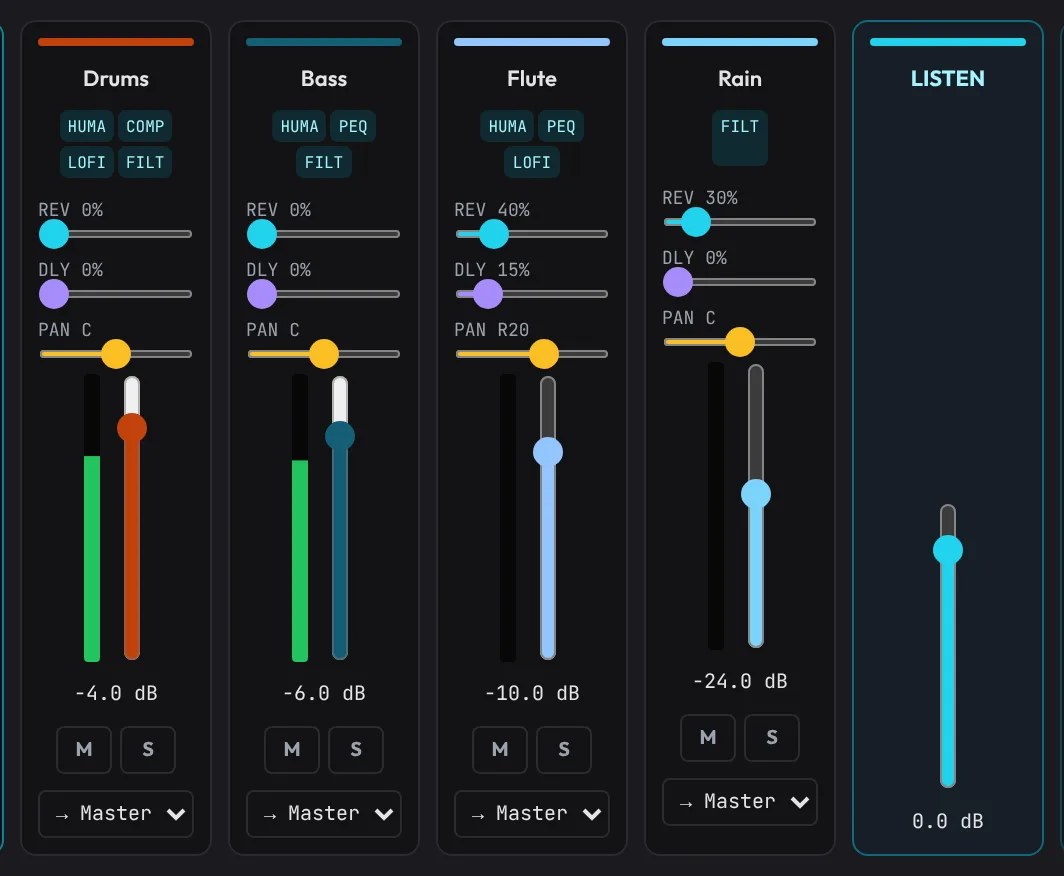 Drums
HUMA COMP
LOFI FILT
REV 0%
DLY 0%
PAN C
-4.0 dB
M S
→ Master
Bass
HUMA PEQ
FILT
REV 0%
DLY 0%
PAN C
-6.0 dB
M S
→ Master
Flute
HUMA PEQ
LOFI
REV 40%
DLY 15%
PAN R20
-10.0 dB
M S
→ Master
Rain
FILT
REV 30%
DLY 0%
PAN C
-24.0 dB
M S
→ Master
LISTEN
0.0 dB